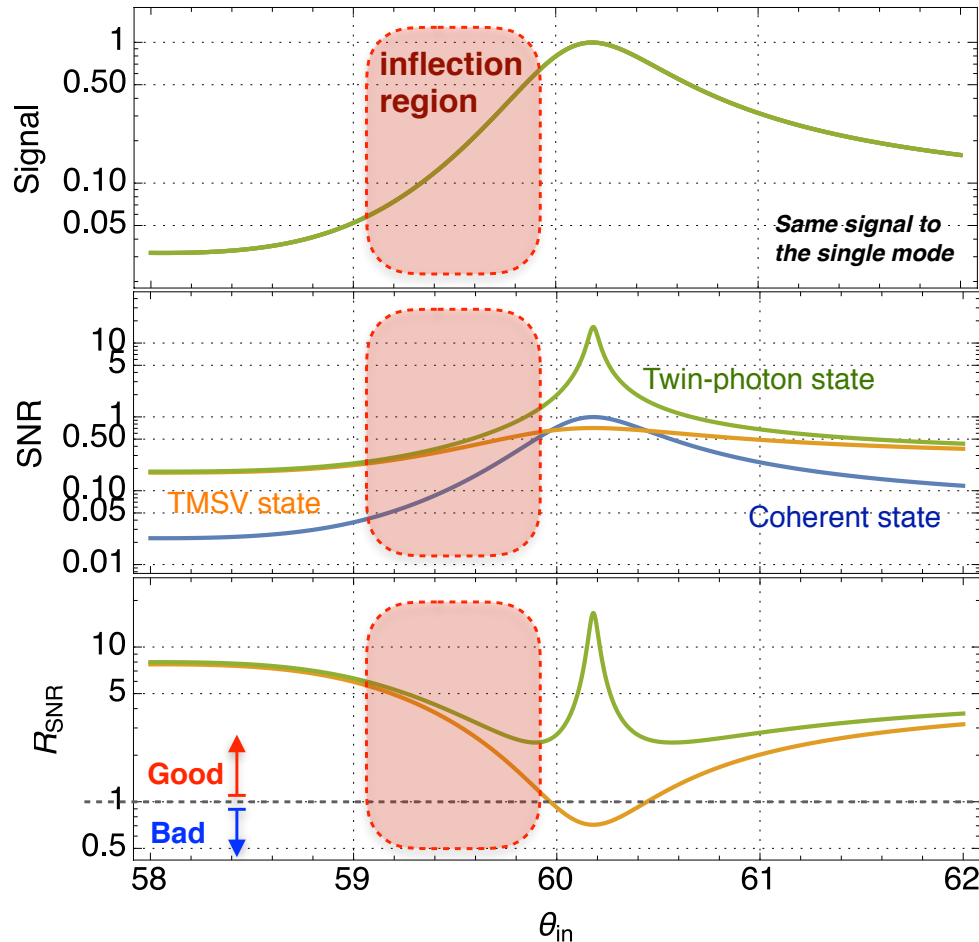 1
0.50
0.10
0.05
Signal
inflection
region
Same signal to
the single mode
10
5
1
0.50
0.10
0.05
0.01
SNR
Twin-photon state
TMSV state
Coherent state
10
5
1
0.5
R_SNR
Good
Bad
58
59
60
61
62
θ_in